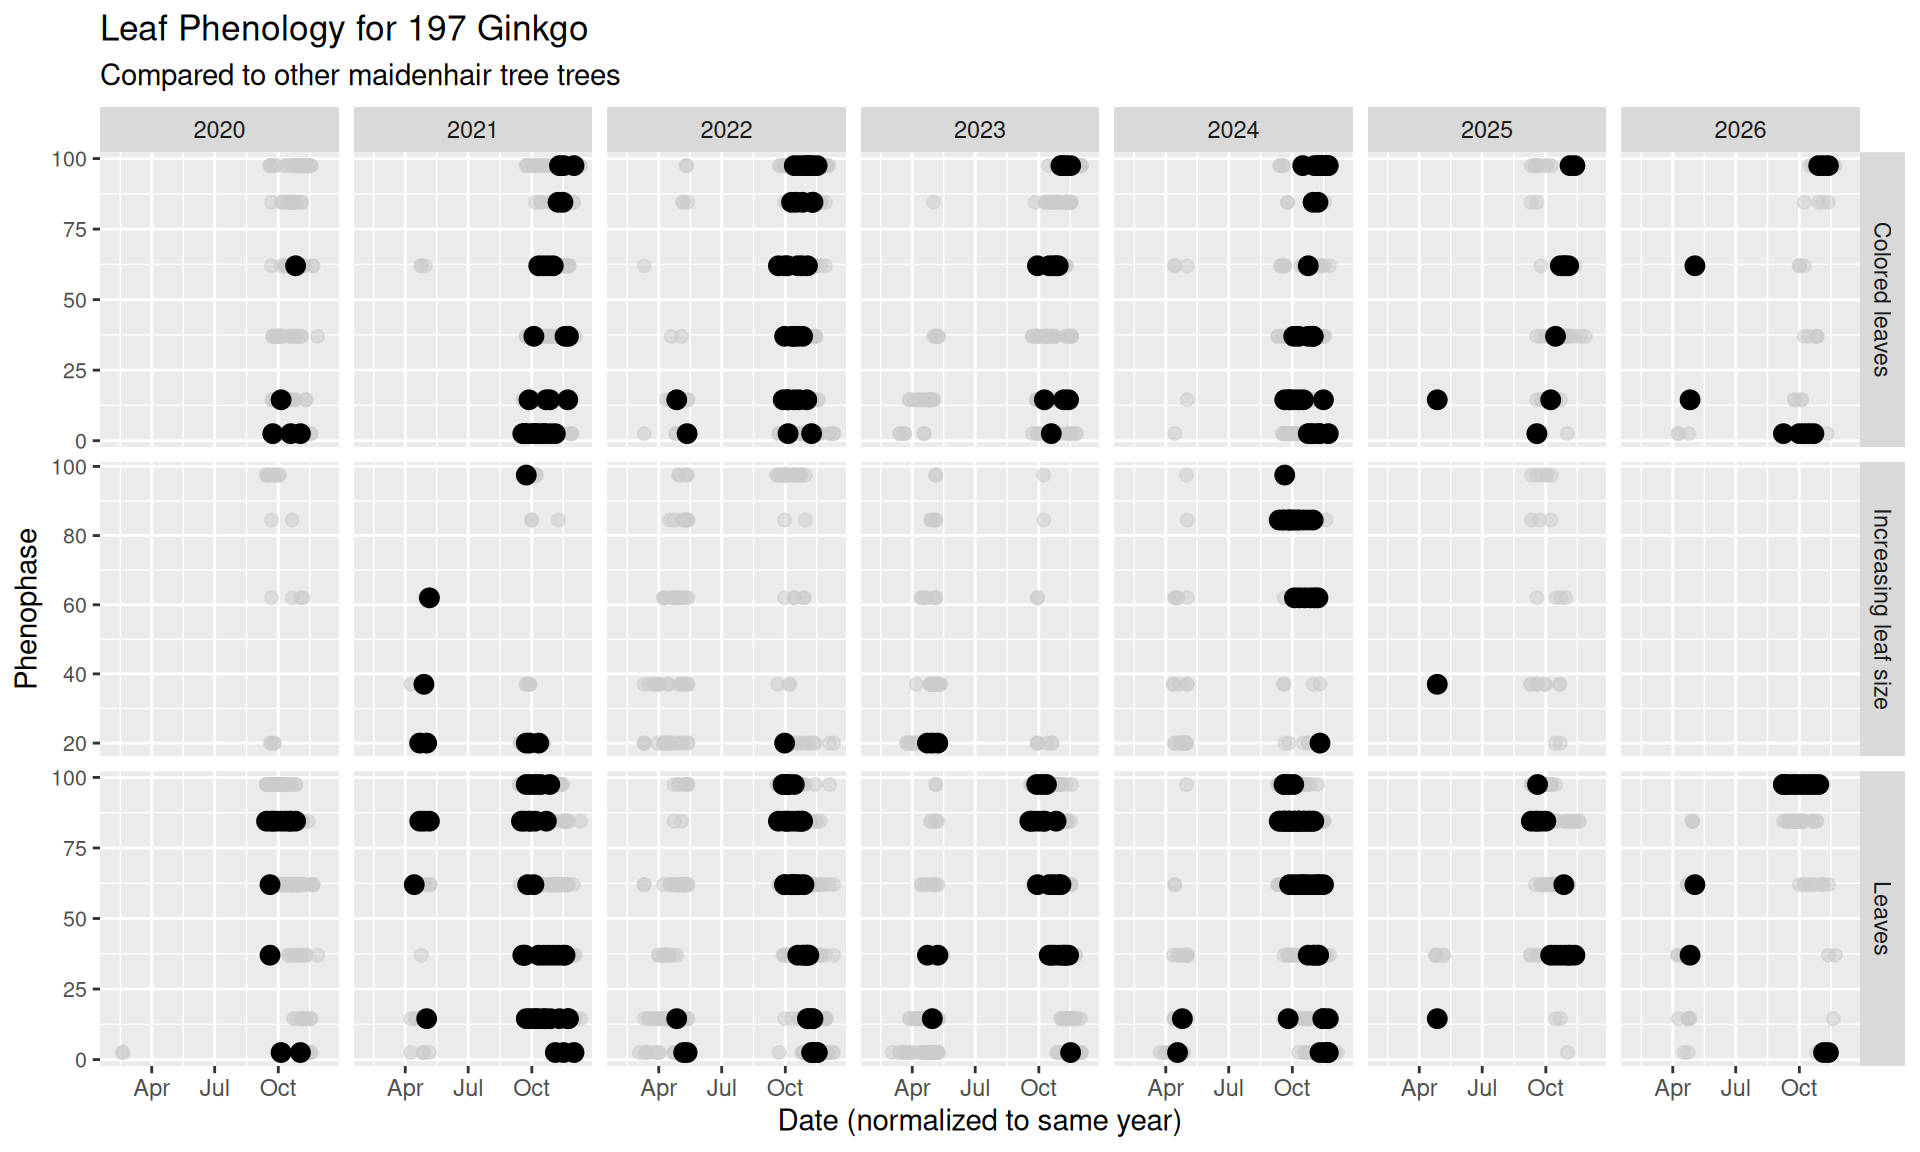 Leaf Phenology for 197 Ginkgo
Compared to other maidenhair tree trees
2020 2021 2022 2023 2024 2025 2026
100
75
50
25
0
Colored leaves
100
80
60
40
20
Increasing leaf size
100
75
50
25
0
Leaves
Phenophase
Apr Jul Oct Apr Jul Oct Apr Jul Oct Apr Jul Oct Apr Jul Oct Apr Jul Oct Apr Jul Oct
Date (normalized to same year)